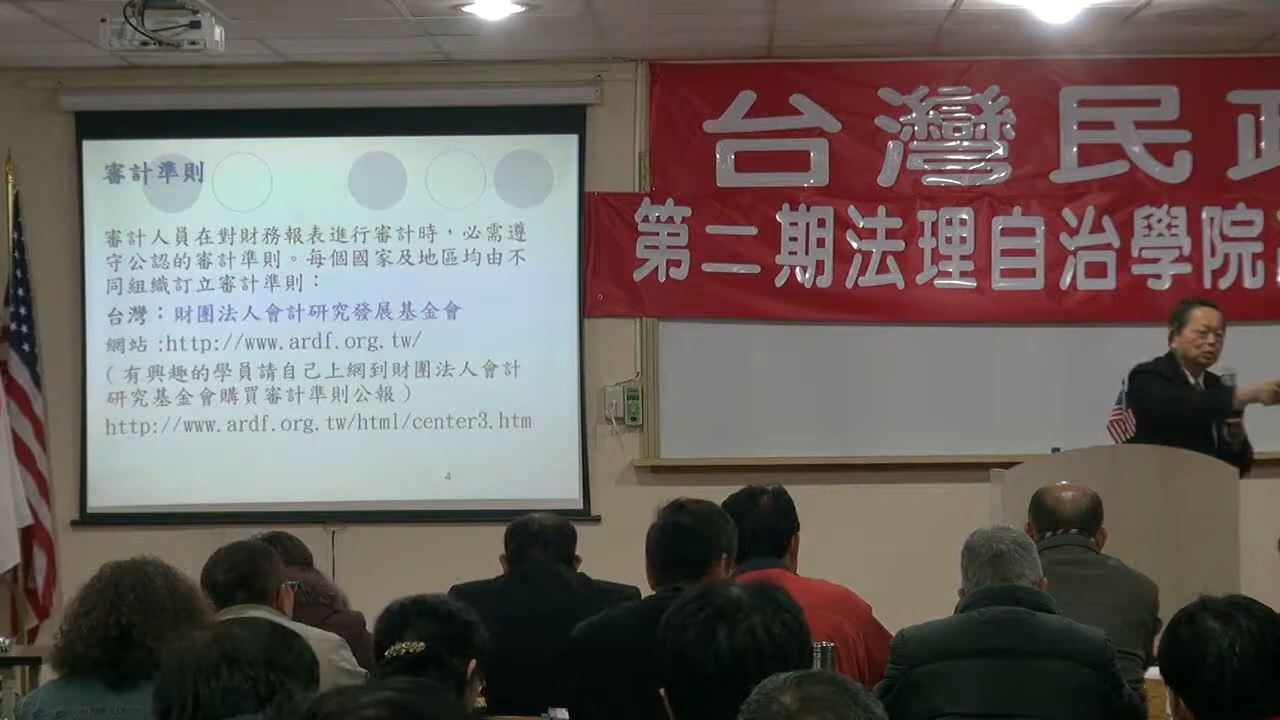 審計準則
審計人員在對財務報表進行審計時，必需遵
守公認的審計準則。每個國家及地區均由不
同組織訂立審計準則：
台灣：財團法人會計研究發展基金會
網站:http://www.ardf.org.tw/
(有興趣的學員請自己上網到財團法人會計
研究基金會購買審計準則公報)
http://www.ardf.org.tw/html/center3.htm
4
台灣民政
第二期法理自治學院